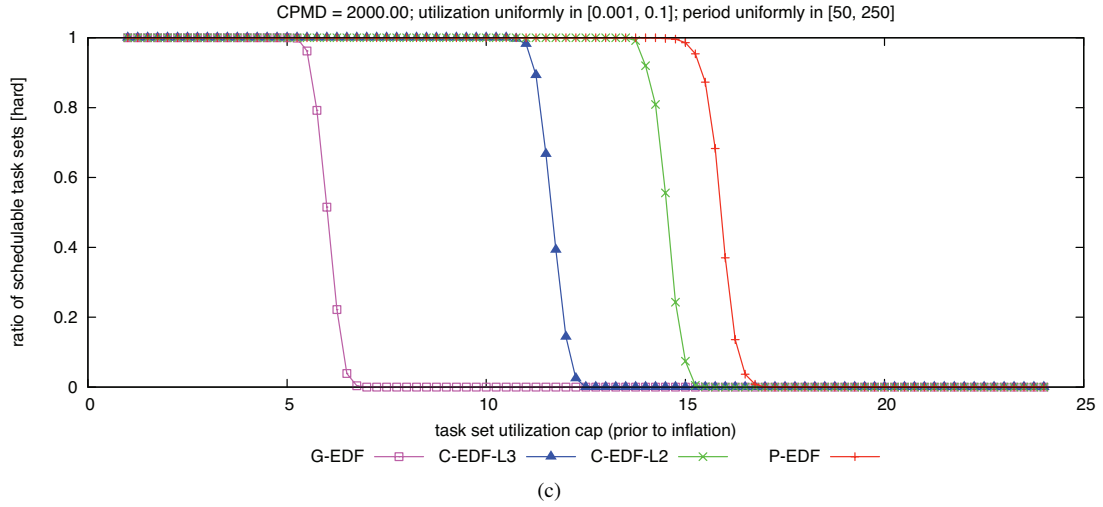 CPMD = 2000.00; utilization uniformly in [0.001, 0.1]; period uniformly in [50, 250]
1
0.8
0.6
0.4
0.2
0
ratio of schedulable task sets [hard]
0 5 10 15 20 25
task set utilization cap (prior to inflation)
G-EDF C-EDF-L3 C-EDF-L2 P-EDF
(c)